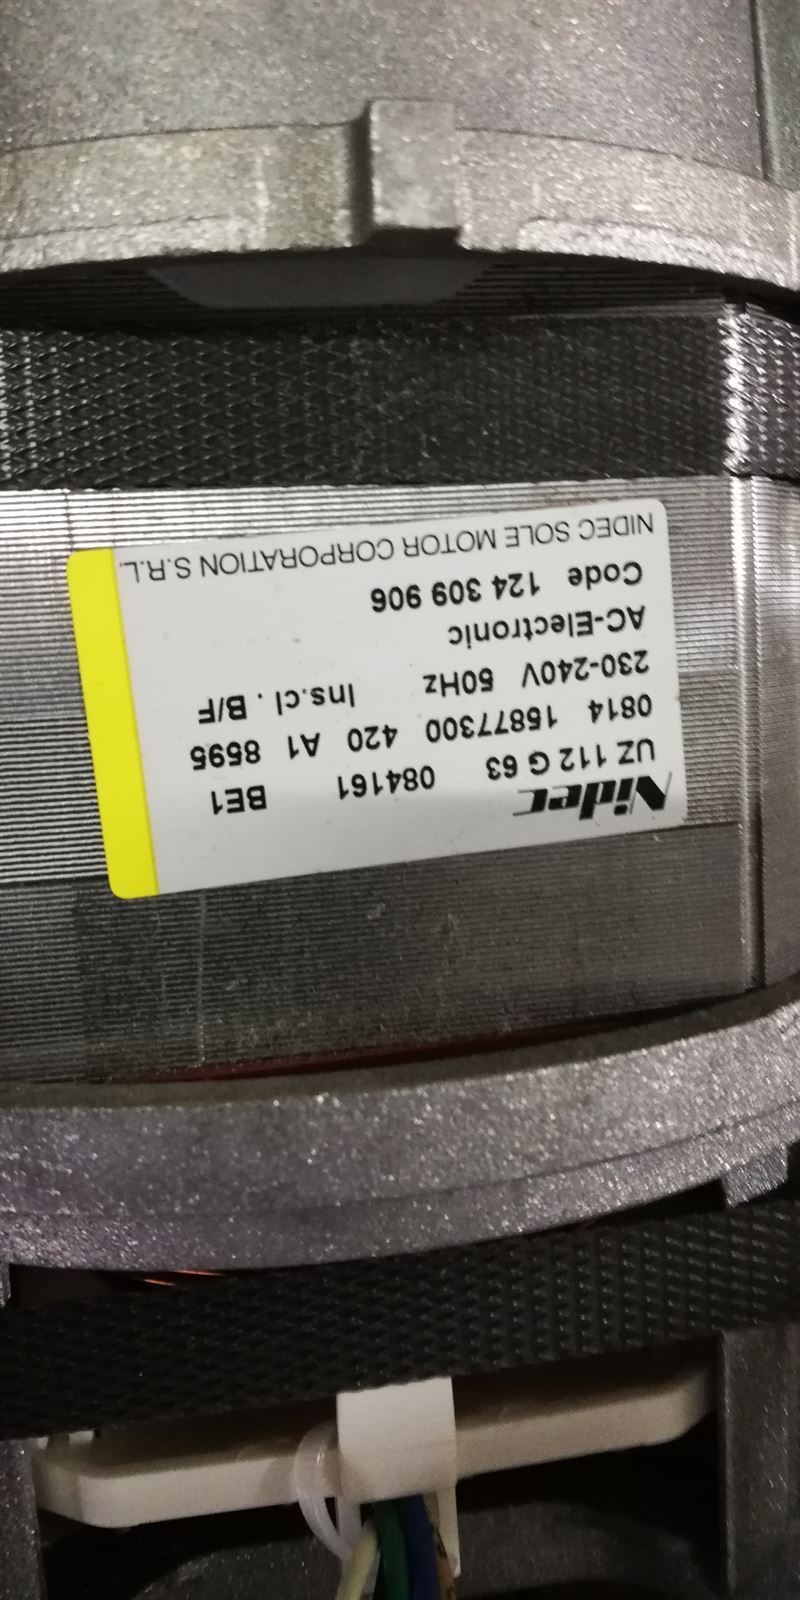 Nidec
UZ 112 G 63 084161 BE1
0814 15877300 420 A1 8595
230-240V 50Hz Ins.cl . B/F
AC-Electronic
Code 124 309 906
NIDEC SOLE MOTOR CORPORATION S.R.L.